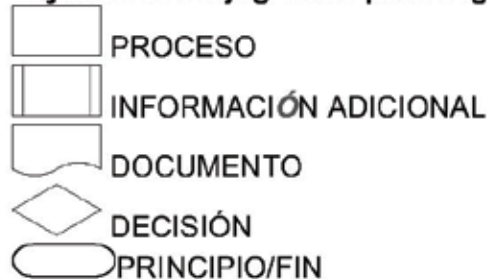 PROCESO
INFORMACIÓN ADICIONAL
DOCUMENTO
DECISIÓN
PRINCIPIO/FIN